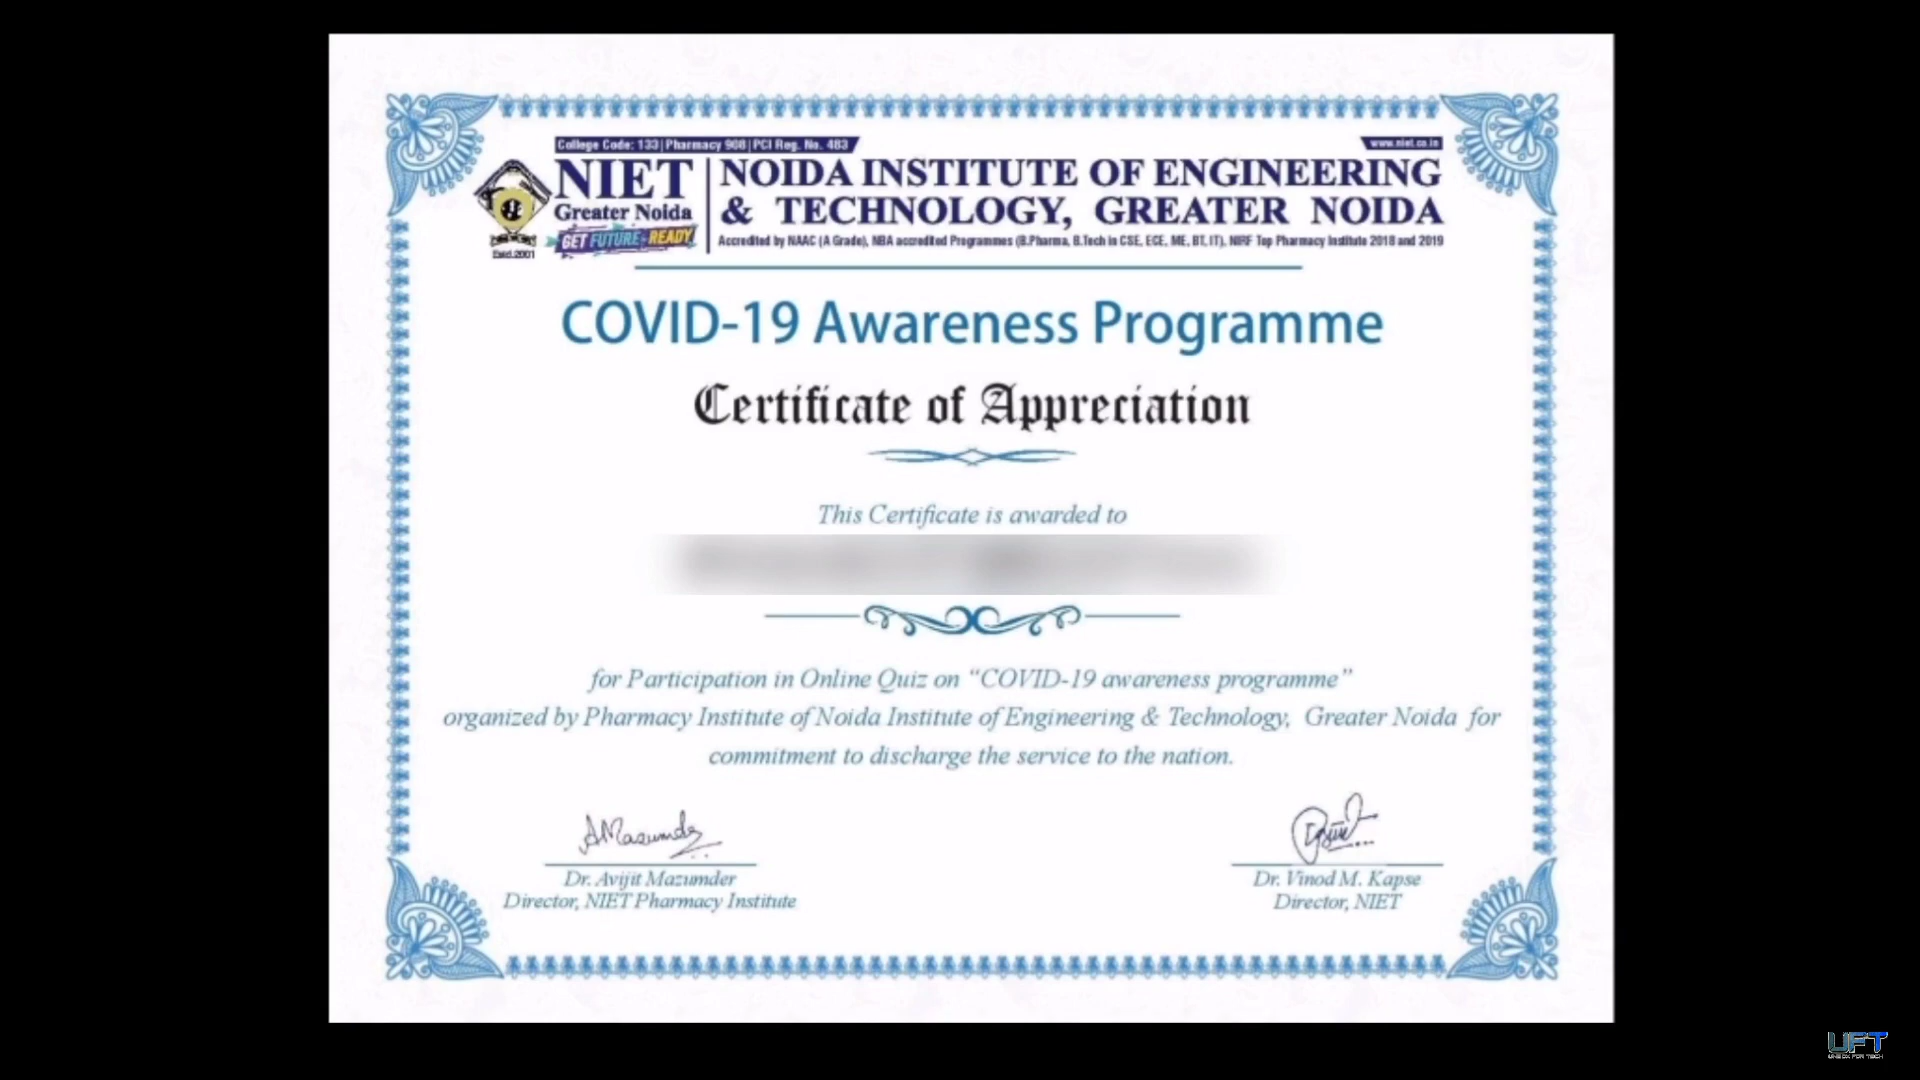 College Code: 133 | Pharmacy 908 | PCI Reg. No. 483
www.niet.co.in
NIET
Greater Noida
GET FUTURE - READY
Estd.2001
NOIDA INSTITUTE OF ENGINEERING
& TECHNOLOGY, GREATER NOIDA
Accredited by NAAC (A Grade), NBA accredited Programmes (B.Pharma, B.Tech in CSE, ECE, ME, BT, IT), NIRF Top Pharmacy Institute 2018 and 2019
COVID-19 Awareness Programme
Certificate of Appreciation
This Certificate is awarded to
for Participation in Online Quiz on “COVID-19 awareness programme”
organized by Pharmacy Institute of Noida Institute of Engineering & Technology, Greater Noida for
commitment to discharge the service to the nation.
AMazumder
Dr. Avijit Mazumder
Director, NIET Pharmacy Institute
Dr. Vinod M. Kapse
Director, NIET
UFT
UNBOX FOR TECH